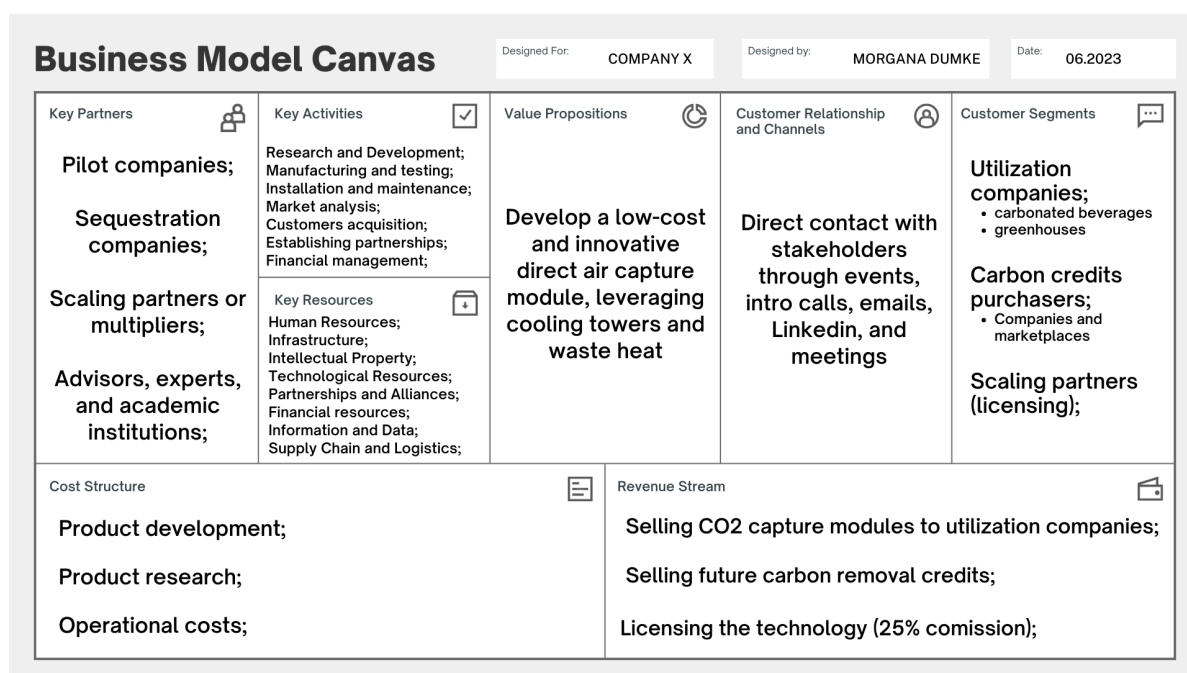 Business Model Canvas
Designed For:
COMPANY X
Designed by:
MORGANA DUMKE
Date:
06.2023
Key Partners
Pilot companies;
Sequestration
companies;
Scaling partners or
multipliers;
Advisors, experts,
and academic
institutions;
Key Activities
Research and Development;
Manufacturing and testing;
Installation and maintenance;
Market analysis;
Customers acquisition;
Establishing partnerships;
Financial management;
Key Resources
Human Resources;
Infrastructure;
Intellectual Property;
Technological Resources;
Partnerships and Alliances;
Financial resources;
Information and Data;
Supply Chain and Logistics;
Value Propositions
Develop a low-cost
and innovative
direct air capture
module, leveraging
cooling towers and
waste heat
Customer Relationship
and Channels
Direct contact with
stakeholders
through events,
intro calls, emails,
Linkedin, and
meetings
Customer Segments
Utilization
companies;
• carbonated beverages
• greenhouses
Carbon credits
purchasers;
• Companies and
marketplaces
Scaling partners
(licensing);
Cost Structure
Product development;
Product research;
Operational costs;
Revenue Stream
Selling CO2 capture modules to utilization companies;
Selling future carbon removal credits;
Licensing the technology (25% comission);